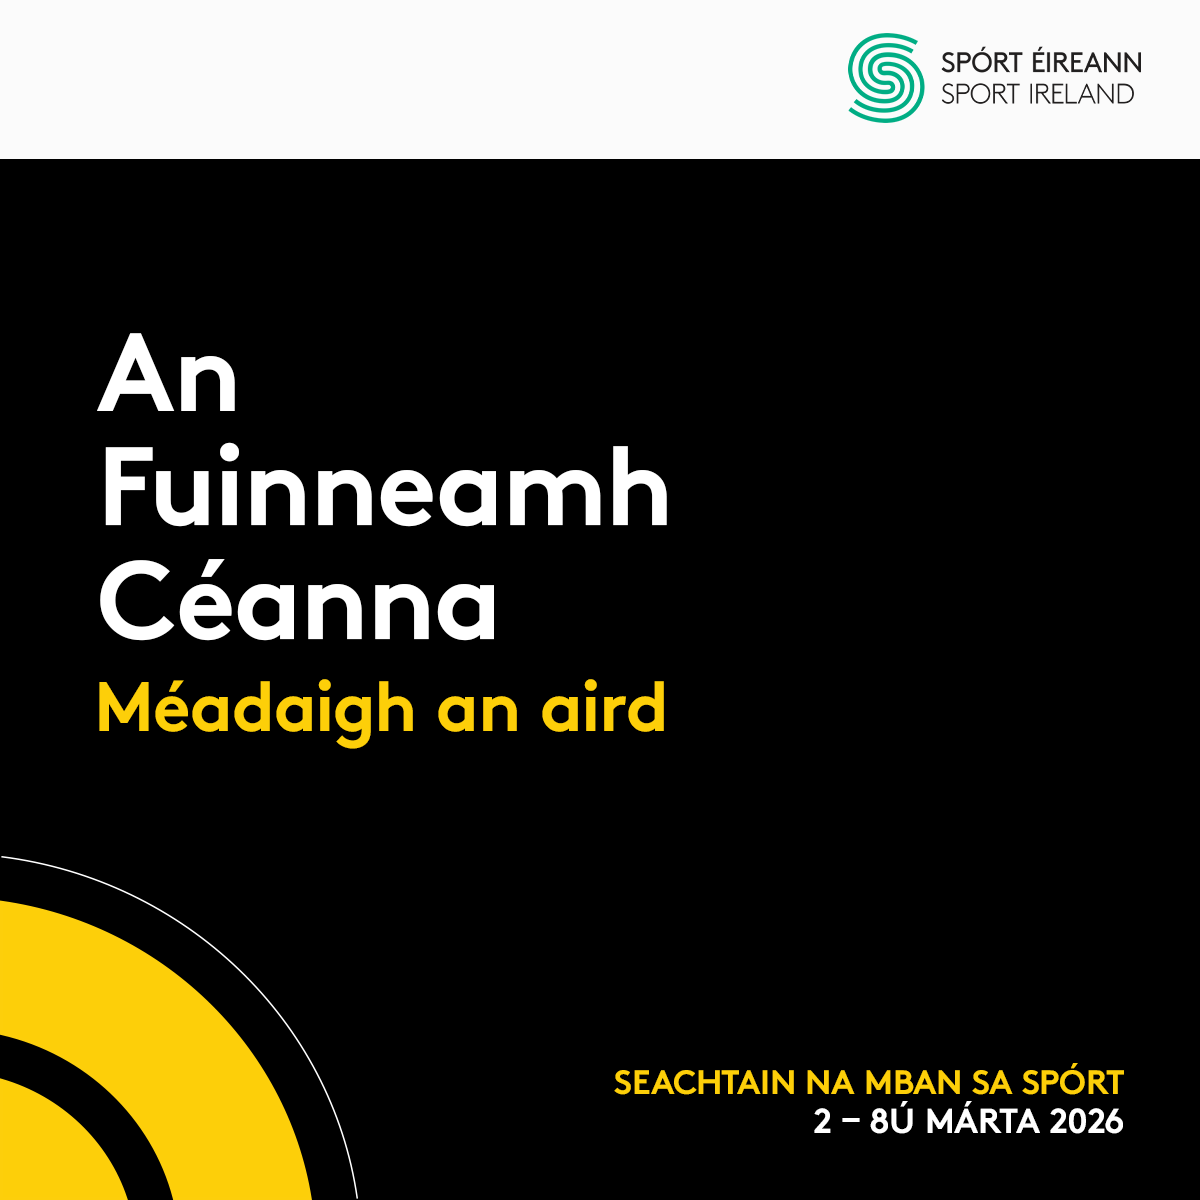 SPÓRT ÉIREANN
SPORT IRELAND
An
Fuinneamh
Céanna
Méadaigh an aird
SEACHTAIN NA MBAN SA SPÓRT
2 – 8Ú MÁRTA 2026